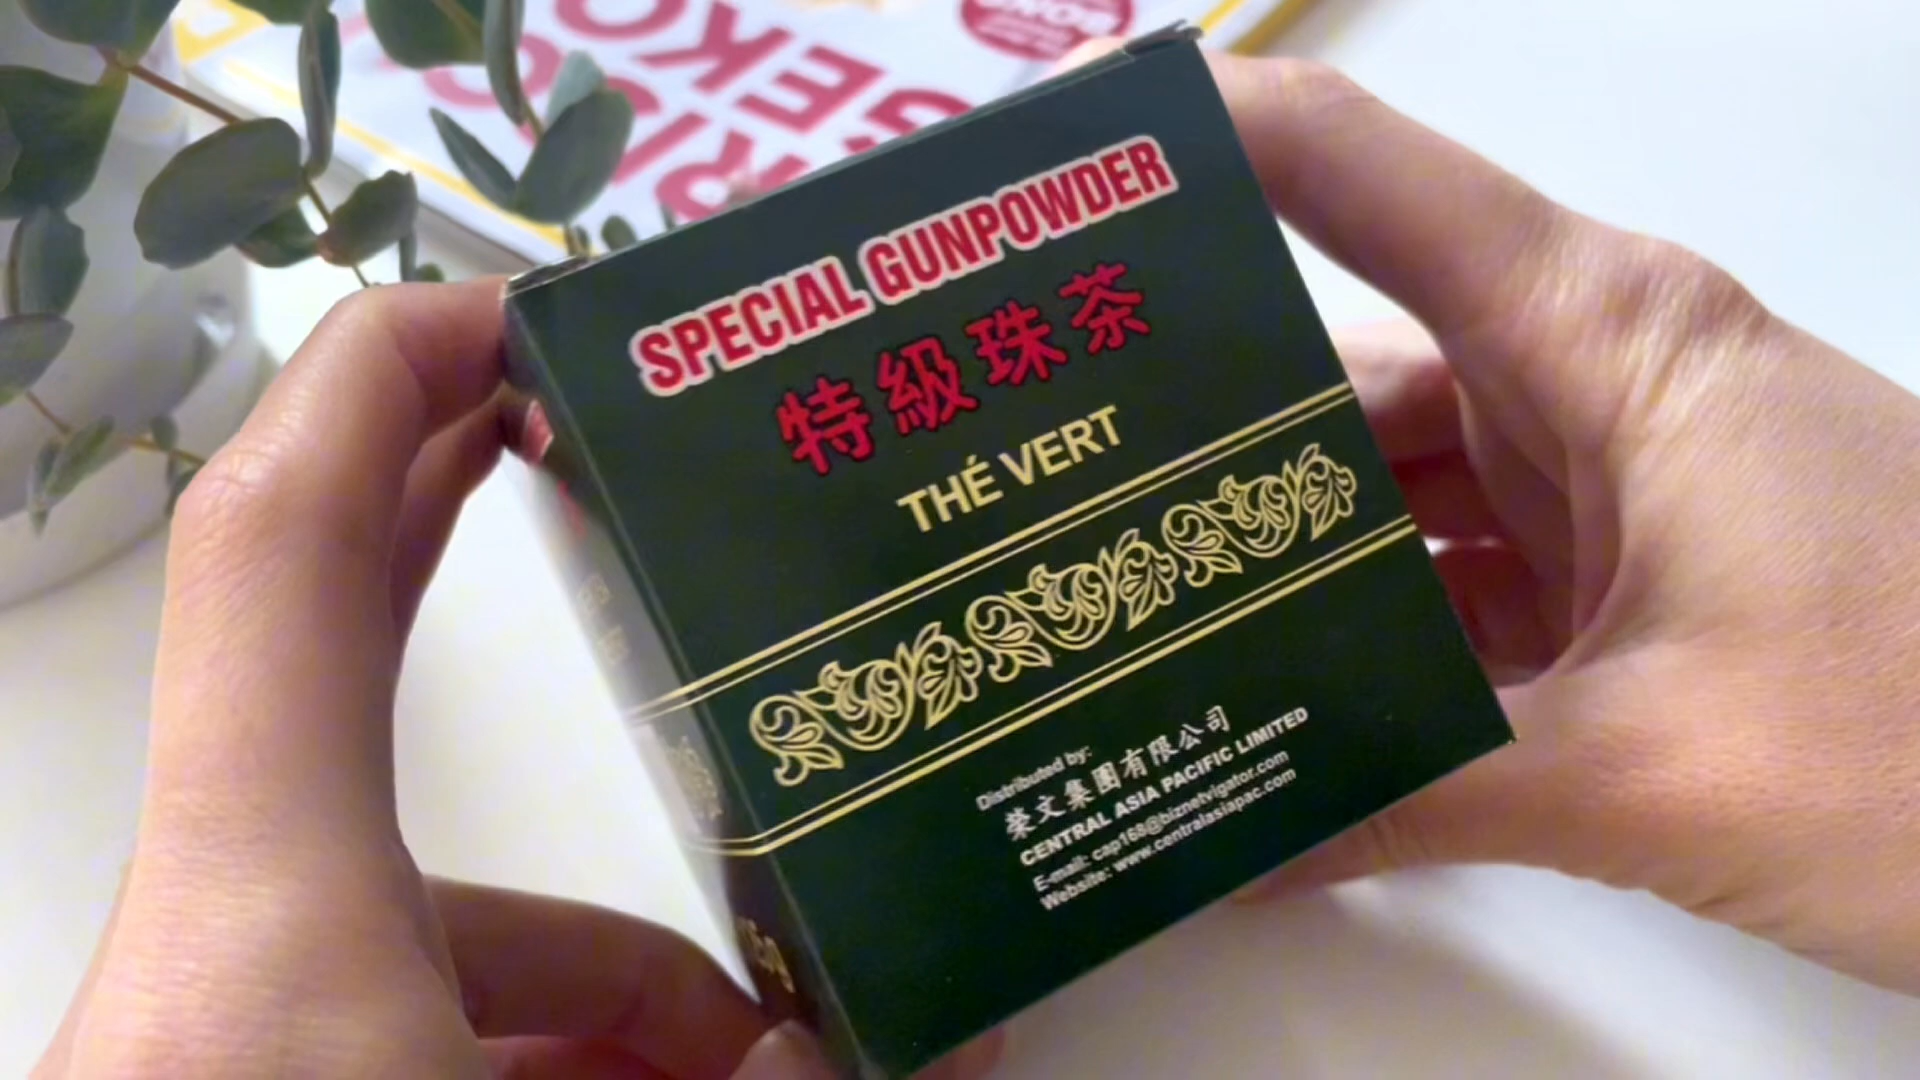 SPECIAL GUNPOWDER
特級珠茶
THÉ VERT
Distributed by:
榮文集團有限公司
CENTRAL ASIA PACIFIC LIMITED
E-mail: cap168@biznetvigator.com
Website: www.centralasiapac.com
GEKO